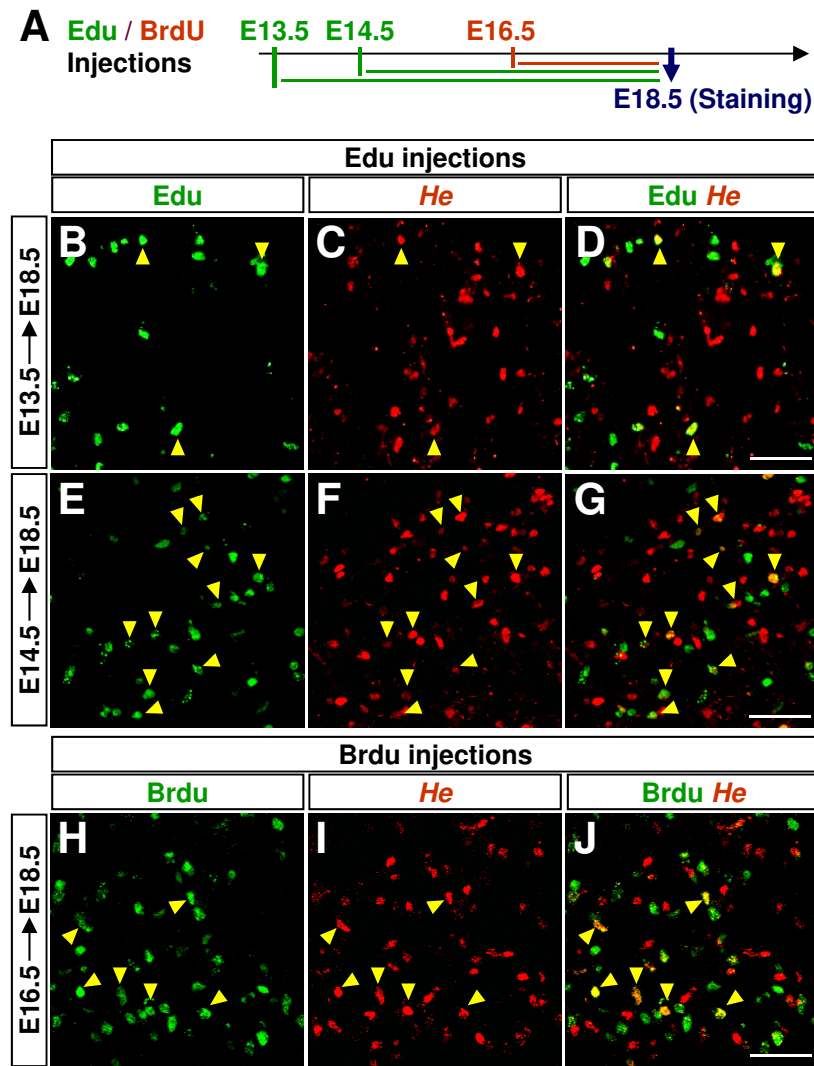 A
Edu / BrdU
Injections
E13.5 E14.5 E16.5
E18.5 (Staining)
Edu injections
Edu He Edu He
E13.5 → E18.5
B C D
E14.5 → E18.5
E F G
Brdu injections
Brdu He Brdu He
E16.5 → E18.5
H I J